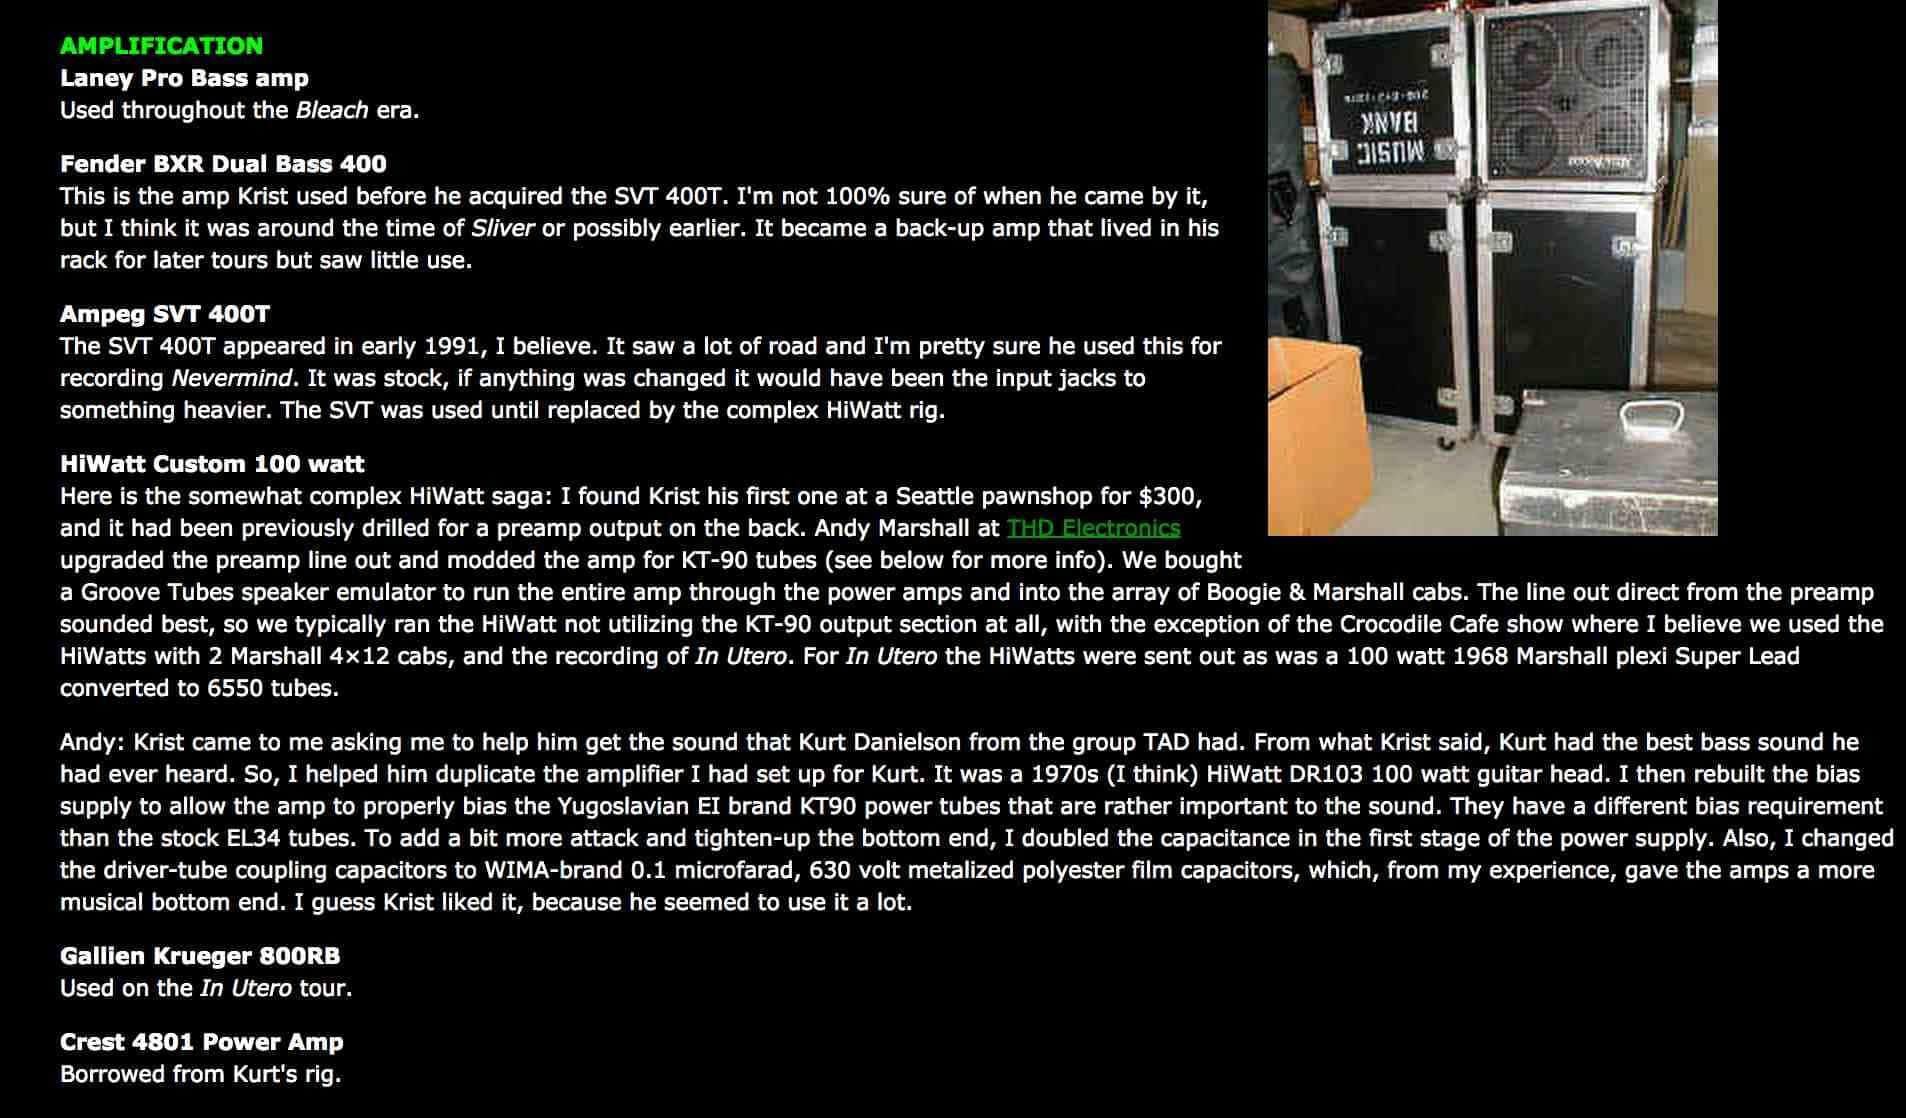 AMPLIFICATION
Laney Pro Bass amp
Used throughout the Bleach era.
Fender BXR Dual Bass 400
This is the amp Krist used before he acquired the SVT 400T. I'm not 100% sure of when he came by it,
but I think it was around the time of Sliver or possibly earlier. It became a back-up amp that lived in his
rack for later tours but saw little use.
Ampeg SVT 400T
The SVT 400T appeared in early 1991, I believe. It saw a lot of road and I'm pretty sure he used this for
recording Nevermind. It was stock, if anything was changed it would have been the input jacks to
something heavier. The SVT was used until replaced by the complex HiWatt rig.
HiWatt Custom 100 watt
Here is the somewhat complex HiWatt saga: I found Krist his first one at a Seattle pawnshop for $300,
and it had been previously drilled for a preamp output on the back. Andy Marshall at THD Electronics
upgraded the preamp line out and modded the amp for KT-90 tubes (see below for more info). We bought
a Groove Tubes speaker emulator to run the entire amp through the power amps and into the array of Boogie & Marshall cabs. The line out direct from the preamp
sounded best, so we typically ran the HiWatt not utilizing the KT-90 output section at all, with the exception of the Crocodile Cafe show where I believe we used the
HiWatts with 2 Marshall 4×12 cabs, and the recording of In Utero. For In Utero the HiWatts were sent out as was a 100 watt 1968 Marshall plexi Super Lead
converted to 6550 tubes.
Andy: Krist came to me asking me to help him get the sound that Kurt Danielson from the group TAD had. From what Krist said, Kurt had the best bass sound he
had ever heard. So, I helped him duplicate the amplifier I had set up for Kurt. It was a 1970s (I think) HiWatt DR103 100 watt guitar head. I then rebuilt the bias
supply to allow the amp to properly bias the Yugoslavian EI brand KT90 power tubes that are rather important to the sound. They have a different bias requirement
than the stock EL34 tubes. To add a bit more attack and tighten-up the bottom end, I doubled the capacitance in the first stage of the power supply. Also, I changed
the driver-tube coupling capacitors to WIMA-brand 0.1 microfarad, 630 volt metalized polyester film capacitors, which, from my experience, gave the amps a more
musical bottom end. I guess Krist liked it, because he seemed to use it a lot.
Gallien Krueger 800RB
Used on the In Utero tour.
Crest 4801 Power Amp
Borrowed from Kurt's rig.
MUSIC
BANK